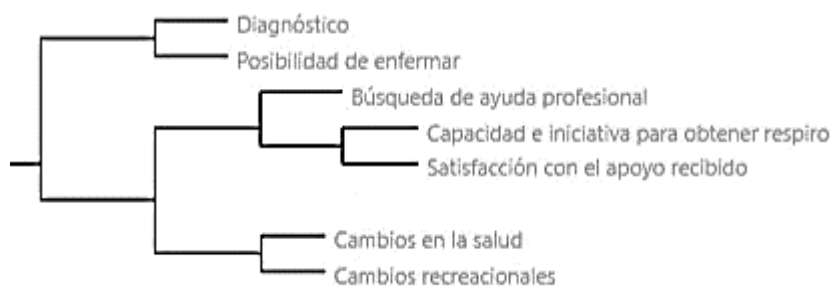 Diagnóstico
Posibilidad de enfermar
Búsqueda de ayuda profesional
Capacidad e iniciativa para obtener respiro
Satisfacción con el apoyo recibido
Cambios en la salud
Cambios recreacionales